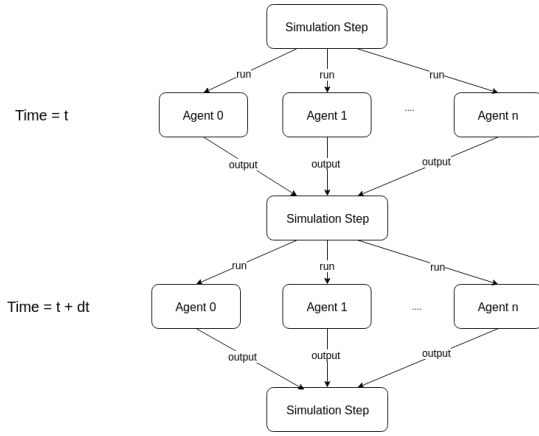 Simulation Step
run
run
run
Time = t
Agent 0
Agent 1
....
Agent n
output
output
output
Simulation Step
run
run
run
Time = t + dt
Agent 0
Agent 1
....
Agent n
output
output
output
Simulation Step